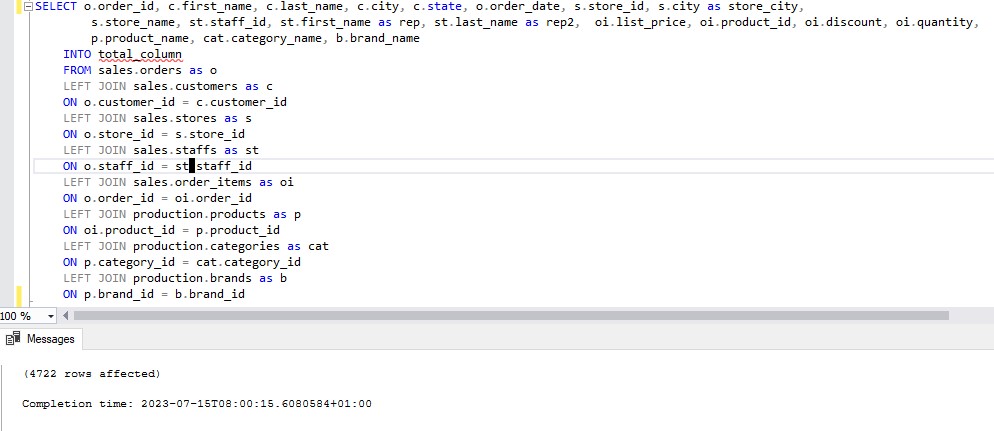 SELECT o.order_id, c.first_name, c.last_name, c.city, c.state, o.order_date, s.store_id, s.city as store_city,
s.store_name, st.staff_id, st.first_name as rep, st.last_name as rep2, oi.list_price, oi.product_id, oi.discount, oi.quantity,
p.product_name, cat.category_name, b.brand_name
INTO total_column
FROM sales.orders as o
LEFT JOIN sales.customers as c
ON o.customer_id = c.customer_id
LEFT JOIN sales.stores as s
ON o.store_id = s.store_id
LEFT JOIN sales.staffs as st
ON o.staff_id = st.staff_id
LEFT JOIN sales.order_items as oi
ON o.order_id = oi.order_id
LEFT JOIN production.products as p
ON oi.product_id = p.product_id
LEFT JOIN production.categories as cat
ON p.category_id = cat.category_id
LEFT JOIN production.brands as b
ON p.brand_id = b.brand_id
100 %
Messages
(4722 rows affected)
Completion time: 2023-07-15T08:00:15.6080584+01:00